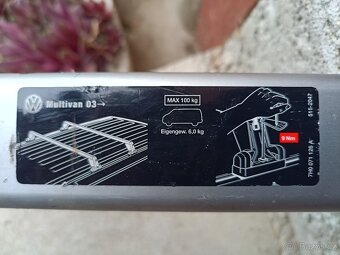 Multivan 03→
MAX 100 kg
Eigengew. 6,0 kg
9 Nm
7H0 071 126 A